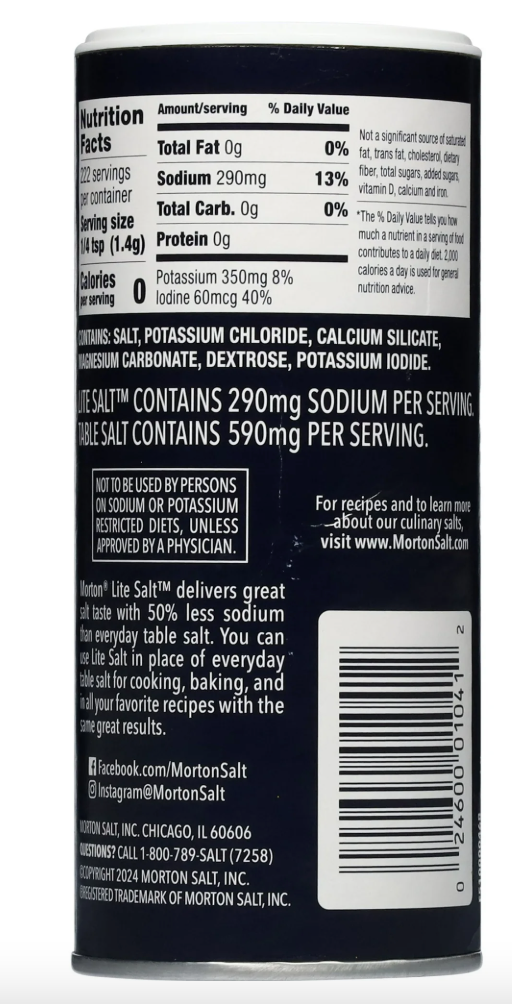 Nutrition
Facts
222 servings
per container
Serving size
1/4 tsp (1.4g)
Calories
per serving
0
Amount/serving % Daily Value
Total Fat 0g 0%
Sodium 290mg 13%
Total Carb. 0g 0%
Protein 0g
Potassium 350mg 8%
Iodine 60mcg 40%
Not a significant source of saturated
fat, trans fat, cholesterol, dietary
fiber, total sugars, added sugars,
vitamin D, calcium and iron.
*The % Daily Value tells you how
much a nutrient in a serving of food
contributes to a daily diet. 2,000
calories a day is used for general
nutrition advice.
CONTAINS: SALT, POTASSIUM CHLORIDE, CALCIUM SILICATE,
MAGNESIUM CARBONATE, DEXTROSE, POTASSIUM IODIDE.
LITE SALT™ CONTAINS 290mg SODIUM PER SERVING.
TABLE SALT CONTAINS 590mg PER SERVING.
NOT TO BE USED BY PERSONS
ON SODIUM OR POTASSIUM
RESTRICTED DIETS, UNLESS
APPROVED BY A PHYSICIAN.
For recipes and to learn more
about our culinary salts,
visit www.MortonSalt.com
Morton® Lite Salt™ delivers great
salt taste with 50% less sodium
than everyday table salt. You can
use Lite Salt in place of everyday
table salt for cooking, baking, and
in all your favorite recipes with the
same great results.
Facebook.com/MortonSalt
Instagram@MortonSalt
MORTON SALT, INC. CHICAGO, IL 60606
QUESTIONS? CALL 1-800-789-SALT (7258)
©COPYRIGHT 2024 MORTON SALT, INC.
®REGISTERED TRADEMARK OF MORTON SALT, INC.
0 24600 01041 2